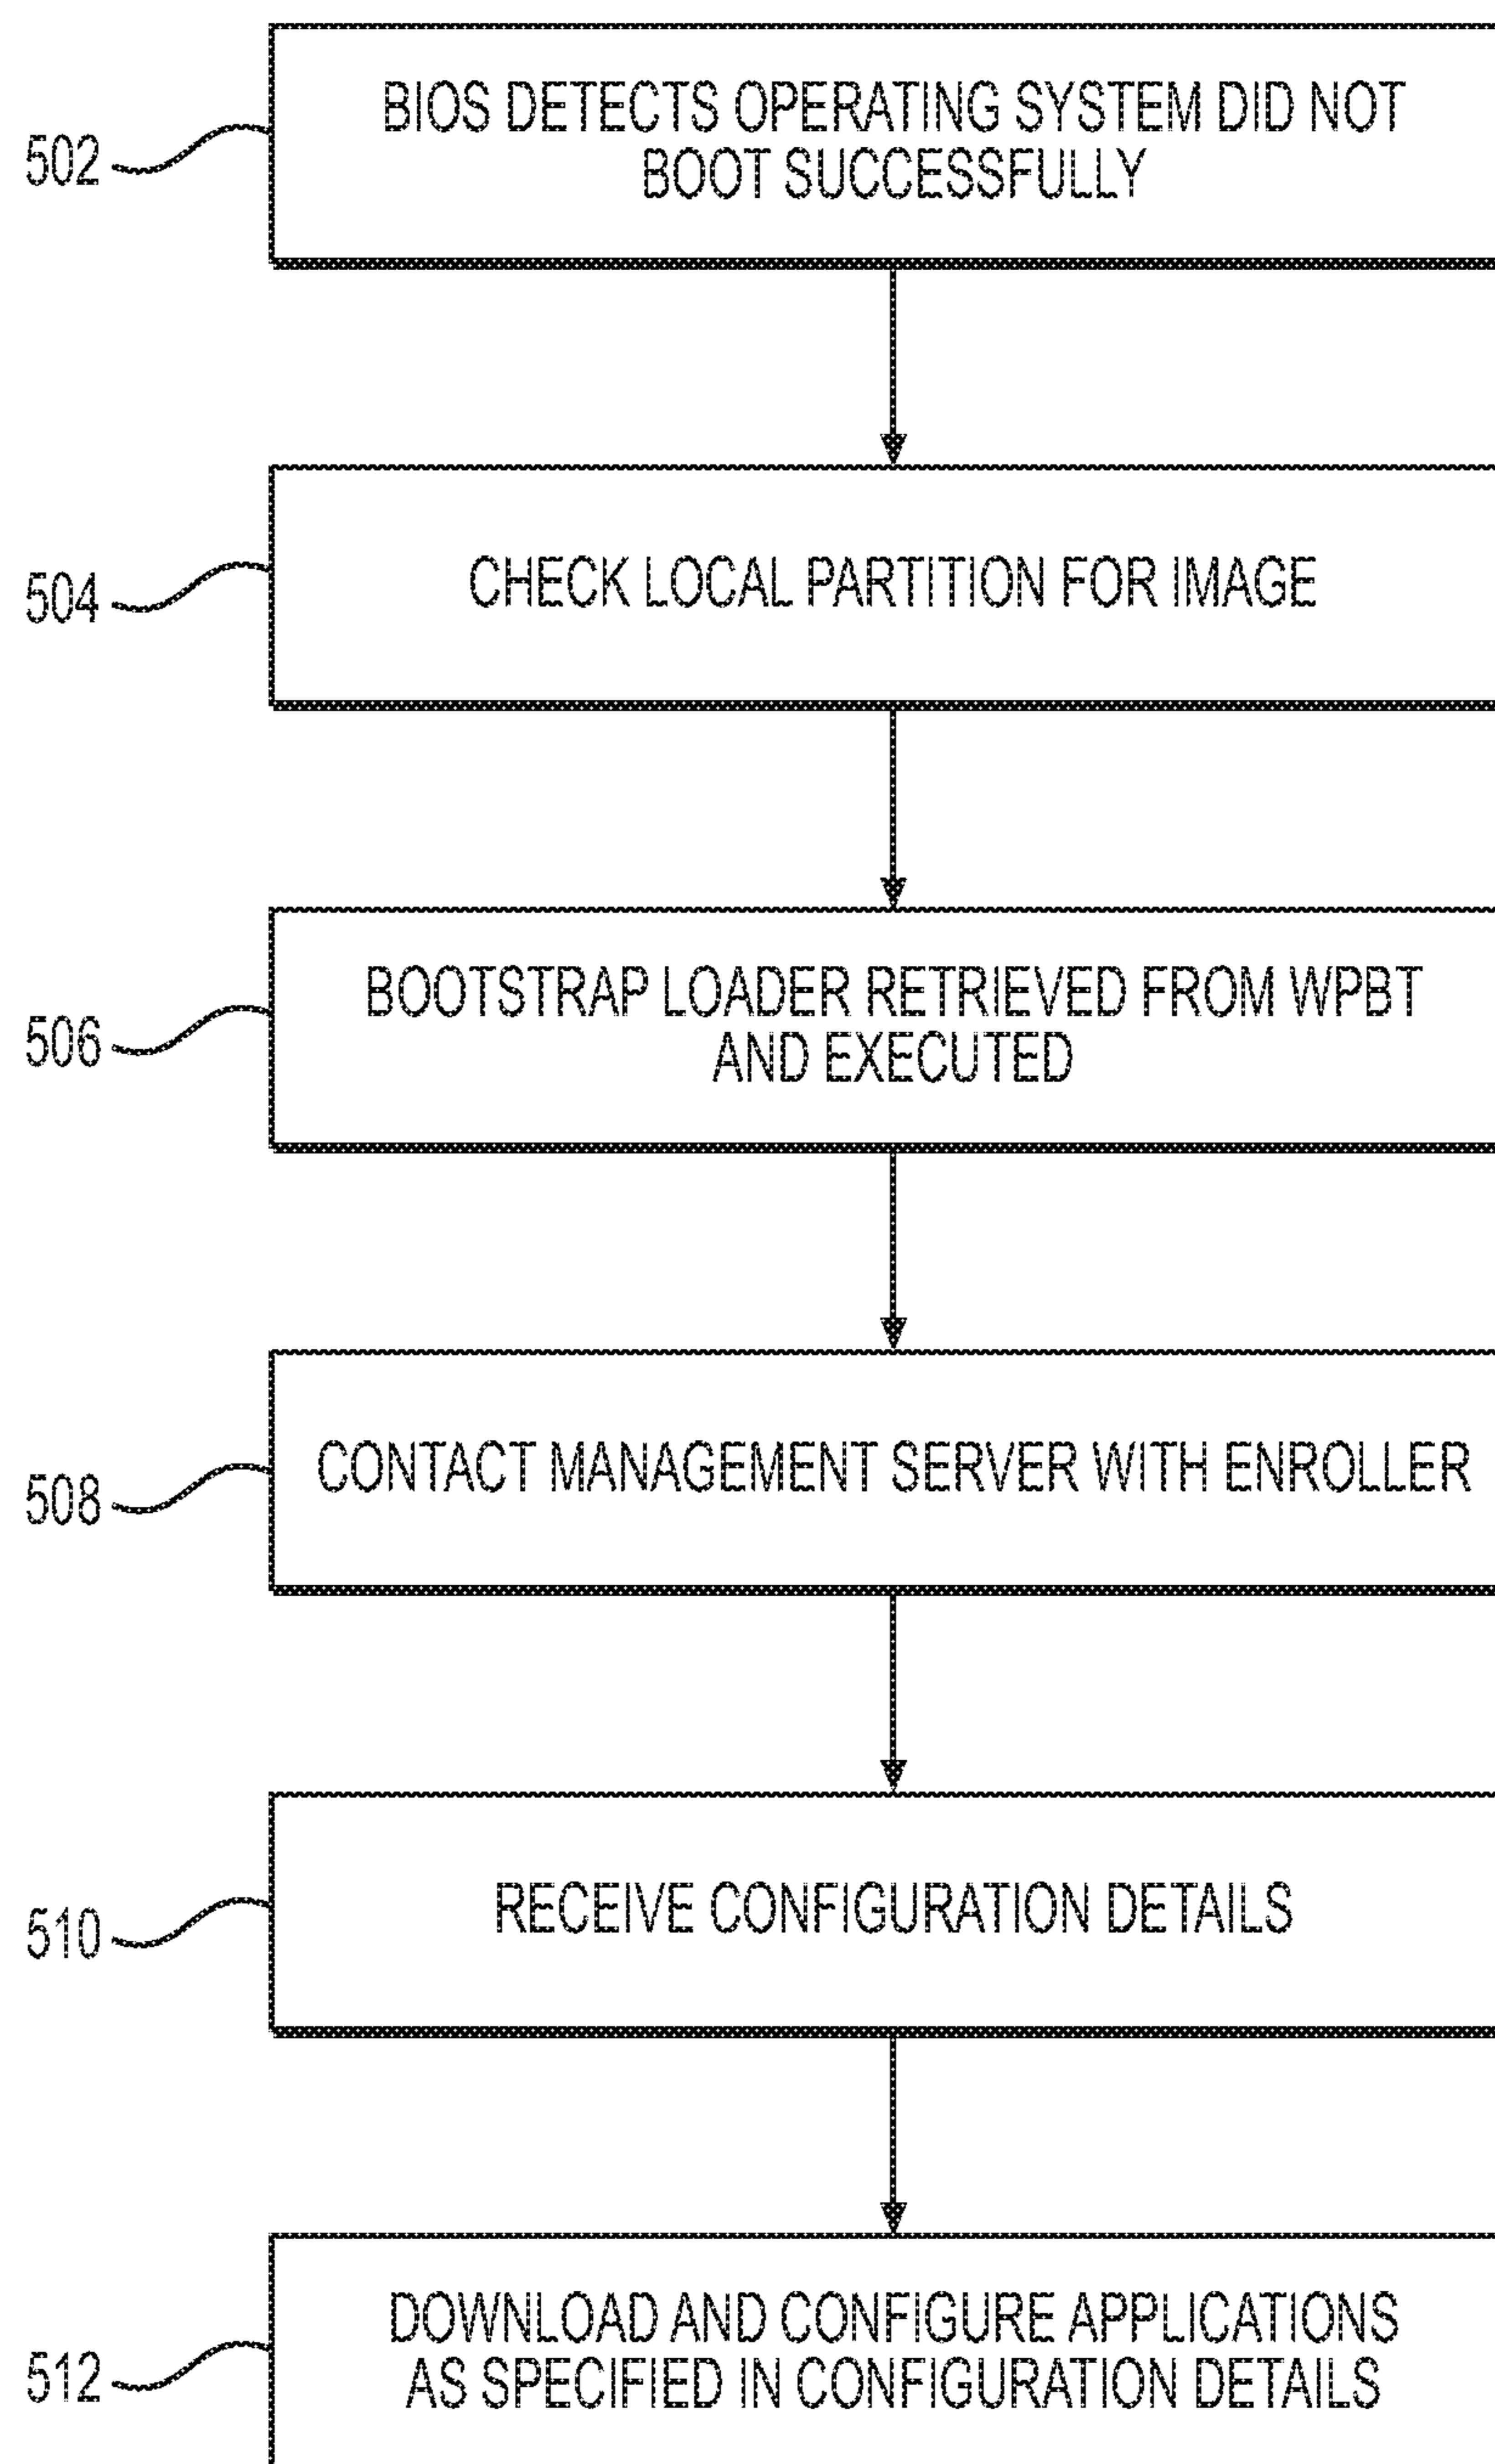 BIOS DETECTS OPERATING SYSTEM DID NOT
BOOT SUCCESSFULLY
502
CHECK LOCAL PARTITION FOR IMAGE
504
BOOTSTRAP LOADER RETRIEVED FROM WPBT
AND EXECUTED
506
CONTACT MANAGEMENT SERVER WITH ENROLLER
508
RECEIVE CONFIGURATION DETAILS
510
DOWNLOAD AND CONFIGURE APPLICATIONS
AS SPECIFIED IN CONFIGURATION DETAILS
512